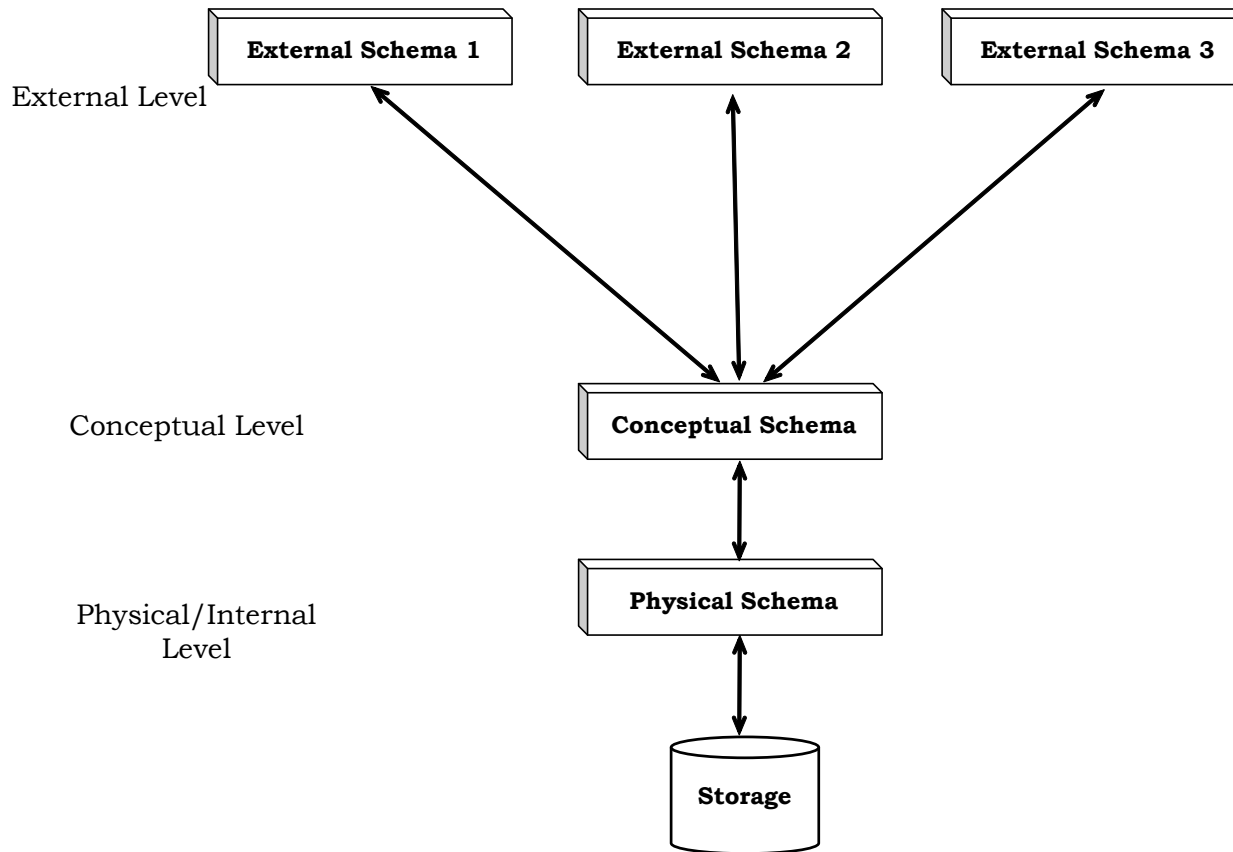 External Schema 1
External Schema 2
External Schema 3
External Level
Conceptual Level
Conceptual Schema
Physical Schema
Physical/Internal
Level
Storage